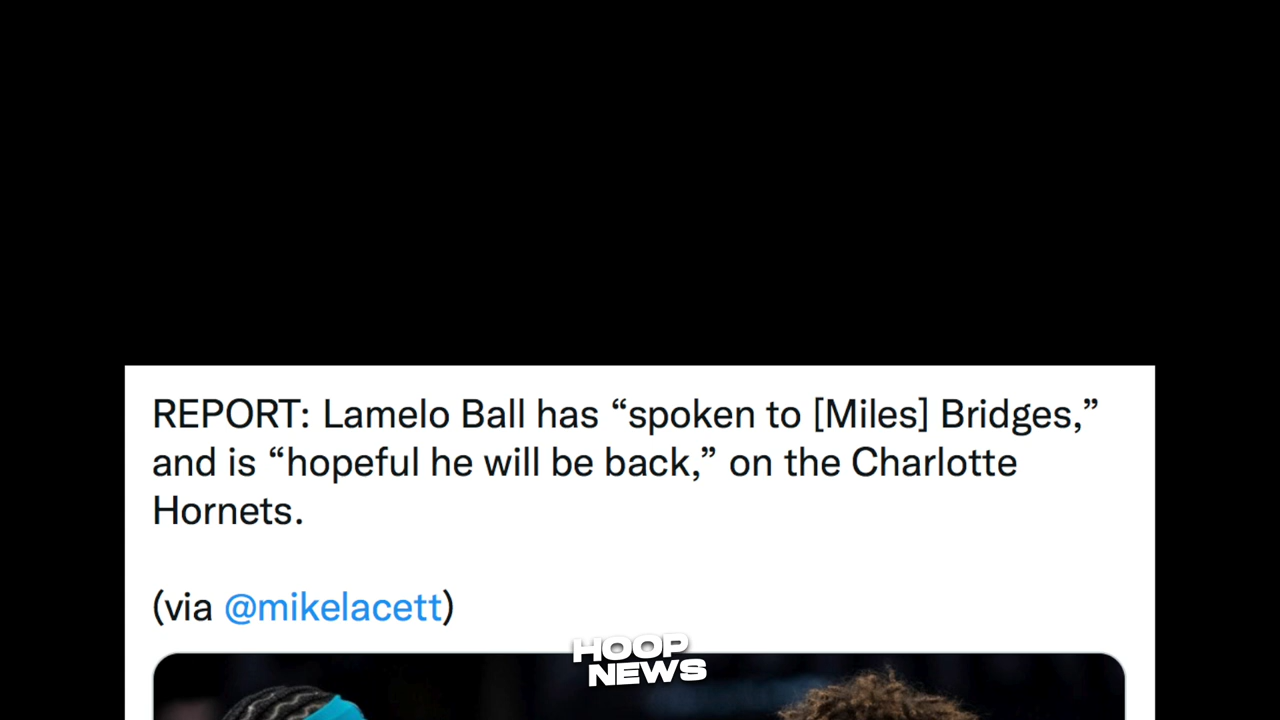 REPORT: Lamelo Ball has “spoken to [Miles] Bridges,”
and is “hopeful he will be back,” on the Charlotte
Hornets.
(via @mikelacett)
HOOP
NEWS